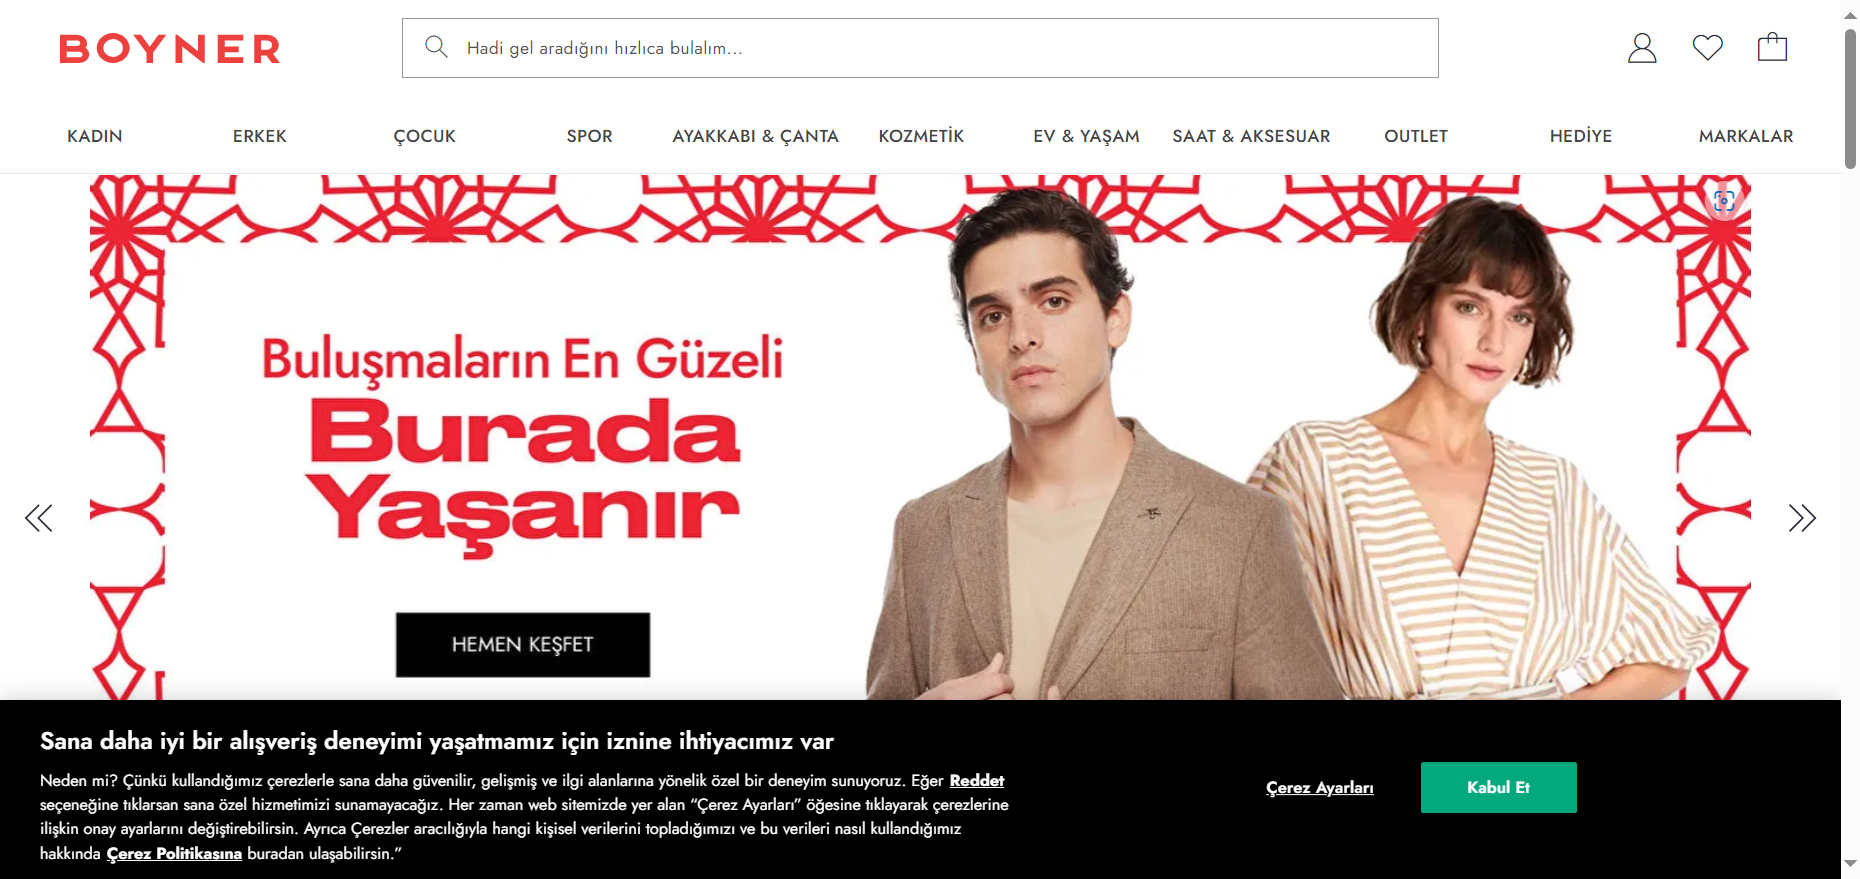 BOYNER
Hadi gel aradığını hızlıca bulalım...
KADIN
ERKEK
ÇOCUK
SPOR
AYAKKABI & ÇANTA
KOZMETİK
EV & YAŞAM
SAAT & AKSESUAR
OUTLET
HEDİYE
MARKALAR
Buluşmaların En Güzeli
Burada
Yaşanır
HEMEN KEŞFET
Sana daha iyi bir alışveriş deneyimi yaşatmamız için iznine ihtiyacımız var
Neden mi? Çünkü kullandığımız çerezlerle sana daha güvenilir, gelişmiş ve ilgi alanlarına yönelik özel bir deneyim sunuyoruz. Eğer Reddet
seçeneğine tıklarsan sana özel hizmetimizi sunamayacağız. Her zaman web sitemizde yer alan “Çerez Ayarları” öğesine tıklayarak çerezlerine
ilişkin onay ayarlarını değiştirebilirsin. Ayrıca Çerezler aracılığıyla hangi kişisel verilerini topladığımızı ve bu verileri nasıl kullandığımız
hakkında Çerez Politikasına buradan ulaşabilirsin.”
Çerez Ayarları
Kabul Et